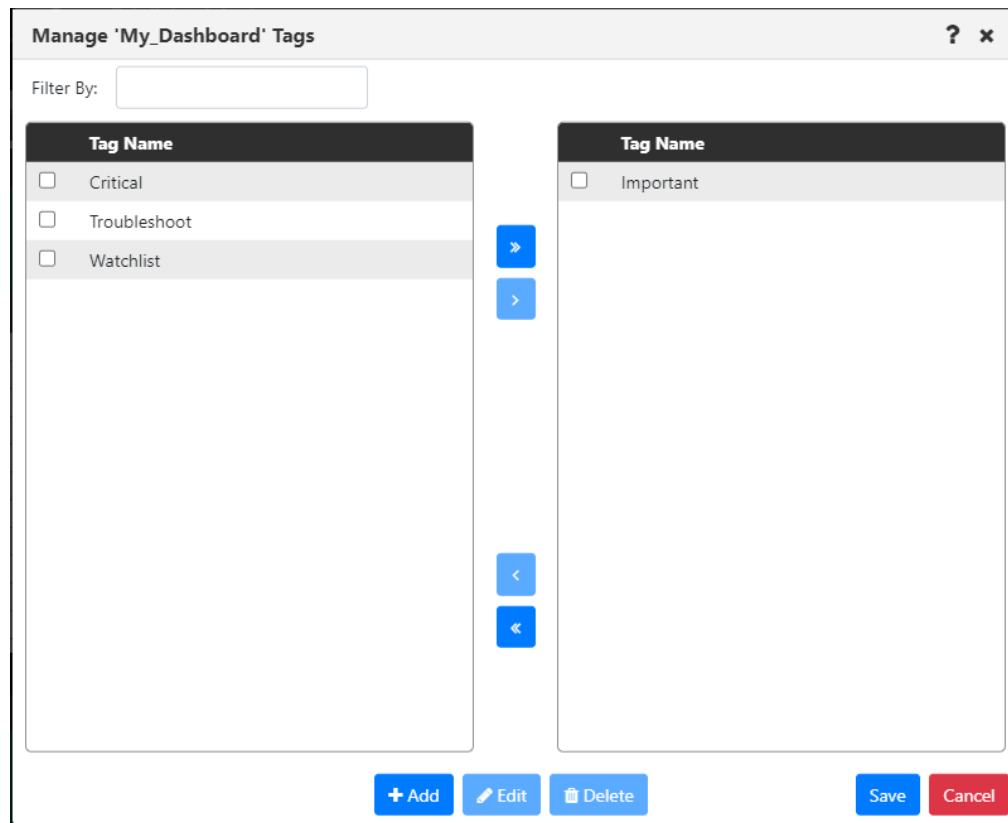 Manage 'My_Dashboard' Tags
?
Filter By:
Tag Name
Critical
Troubleshoot
Watchlist
Tag Name
Important
Add
Edit
Delete
Save
Cancel